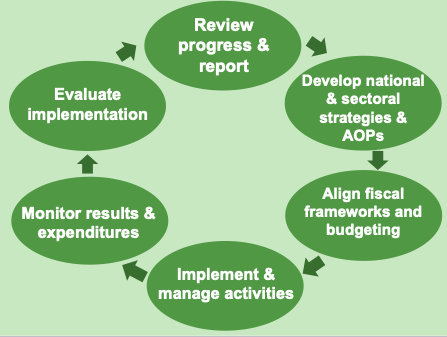 Review
progress &
report
Develop national
& sectoral
strategies &
AOPs
Align fiscal
frameworks and
budgeting
Implement &
manage activities
Monitor results &
expenditures
Evaluate
implementation